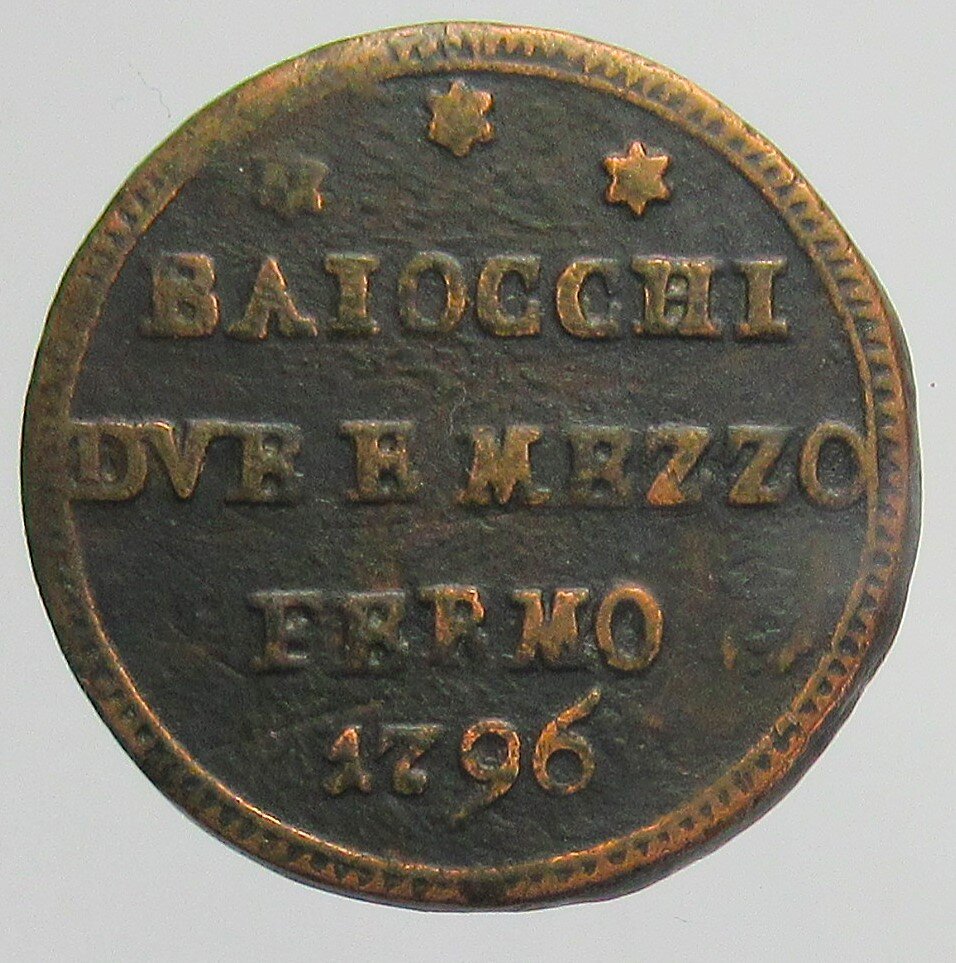 BAIOCCHI
DVE E MEZZO
FERMO
1796